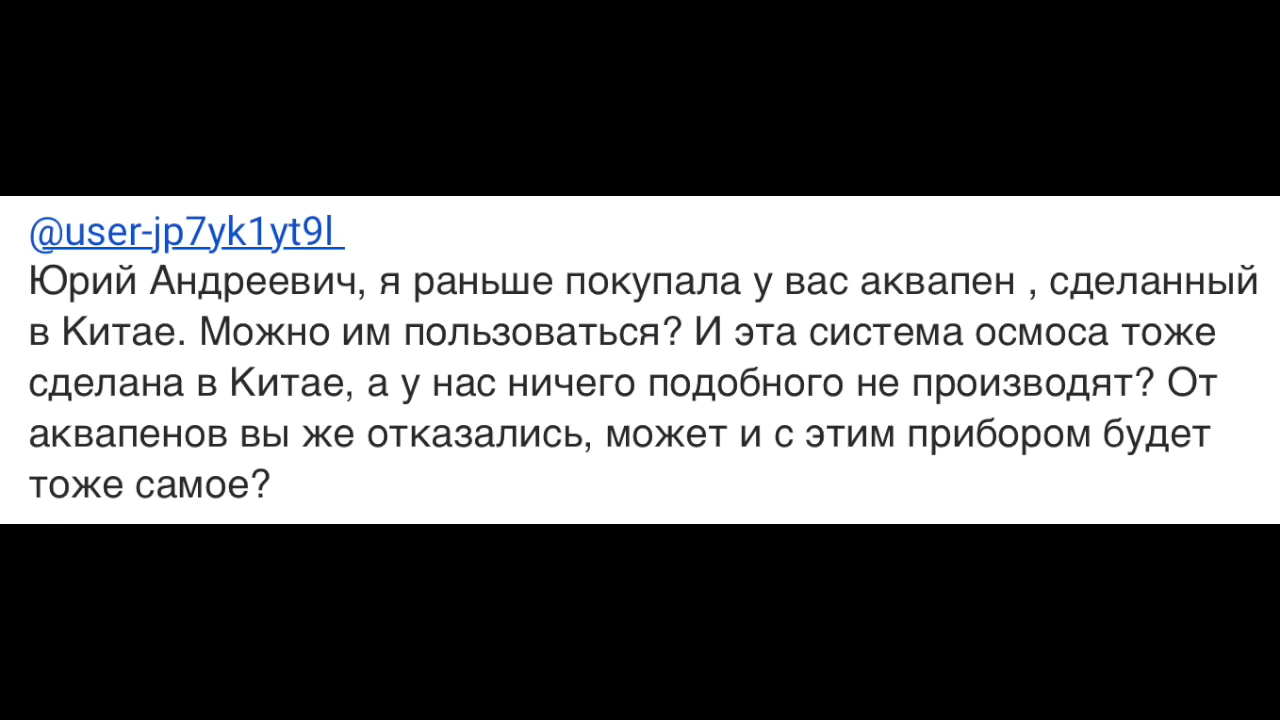 @user-jp7yk1yt9l
Юрий Андреевич, я раньше покупала у вас аквапен , сделанный
в Китае. Можно им пользоваться? И эта система осмоса тоже
сделана в Китае, а у нас ничего подобного не производят? От
аквапенов вы же отказались, может и с этим прибором будет
тоже самое?